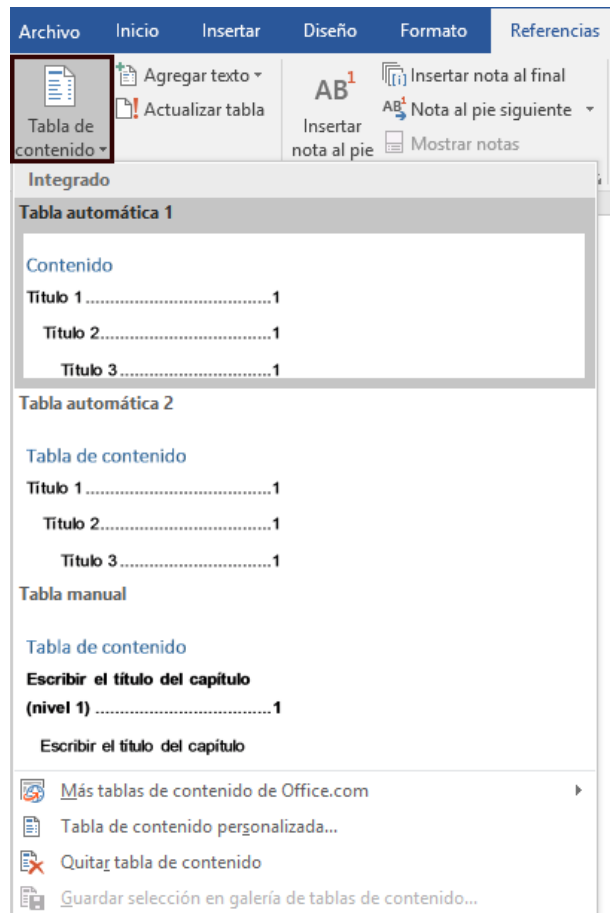 Archivo Inicio Insertar Diseño Formato Referencias
Tabla de
contenido
Agregar texto
Actualizar tabla
AB1
Insertar
nota al pie
[i] Insertar nota al final
AB1 Nota al pie siguiente
Mostrar notas
Integrado
Tabla automática 1
Contenido
Título 1.....................................1
Título 2..................................1
Título 3..............................1
Tabla automática 2
Tabla de contenido
Título 1.....................................1
Título 2..................................1
Título 3..............................1
Tabla manual
Tabla de contenido
Escribir el título del capítulo
(nivel 1) ...................................1
Escribir el título del capítulo
Más tablas de contenido de Office.com
Tabla de contenido personalizada...
Quitar tabla de contenido
Guardar selección en galería de tablas de contenido...